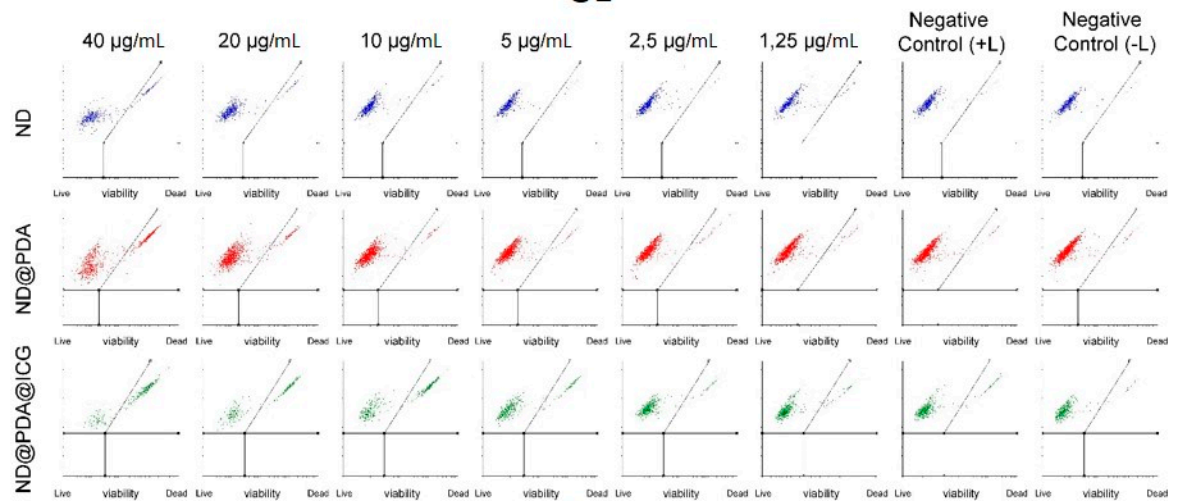 40 µg/mL 20 µg/mL 10 µg/mL 5 µg/mL 2,5 µg/mL 1,25 µg/mL Negative Control (+L) Negative Control (-L)
ND
Live viability Dead Live viability Dead Live viability Dead Live viability Dead Live viability Dead Live viability Dead Live viability Dead Live viability Dead
ND@PDA
Live viability Dead Live viability Dead Live viability Dead Live viability Dead Live viability Dead Live viability Dead Live viability Dead Live viability Dead
ND@PDA@ICG
Live viability Dead Live viability Dead Live viability Dead Live viability Dead Live viability Dead Live viability Dead Live viability Dead Live viability Dead